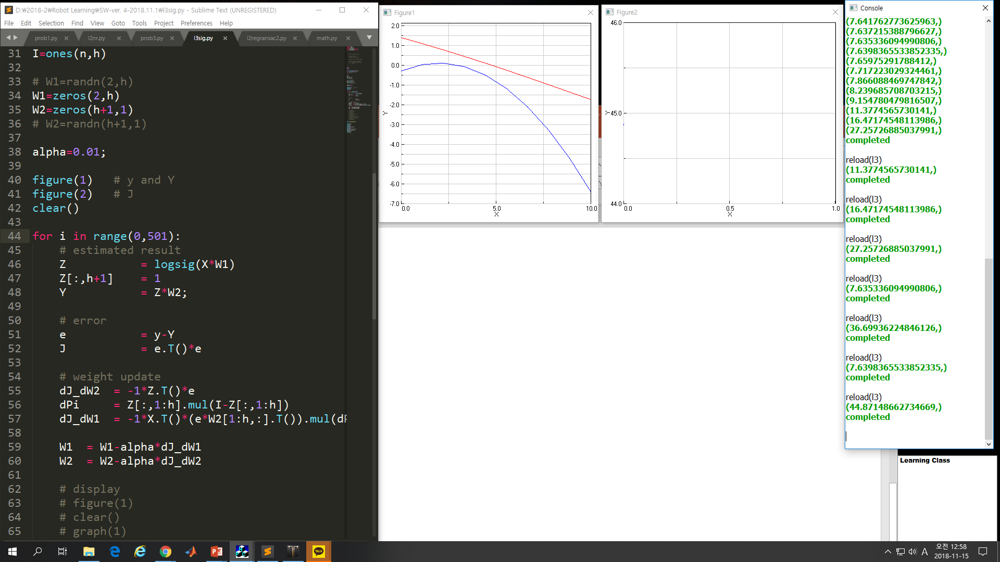 D:₩2018-2₩Robot Learning₩SW-ver. 4-2018.11.1₩l3sig.py - Sublime Text (UNREGISTERED)
File Edit Selection Find View Goto Tools Project Preferences Help
prob1.py l2nr.py prob3.py l3sig.py l2regransac2.py math.py
31 I=ones(n,h)
32
33 # W1=randn(2,h)
34 W1=zeros(2,h)
35 W2=zeros(h+1,1)
36 # W2=randn(h+1,1)
37
38 alpha=0.01;
39
40 figure(1)   # y and Y
41 figure(2)   # J
42 clear()
43
44 for i in range(0,501):
45     # estimated result
46     Z           = logsig(X*W1)
47     Z[:,h+1]    = 1
48     Y           = Z*W2;
49
50     # error
51     e           = y-Y
52     J           = e.T()*e
53
54     # weight update
55     dJ_dW2  = -1*Z.T()*e
56     dPi     = Z[:,1:h].mul(I-Z[:,1:h])
57     dJ_dW1  = -1*X.T()*(e*W2[1:h,:].T()).mul(dP
58
59     W1  = W1-alpha*dJ_dW1
60     W2  = W2-alpha*dJ_dW2
61
62     # display
63     # figure(1)
64     # clear()
65     # graph(1)
Figure1
2.0
1.0
0.0
-1.0
-2.0
-3.0
-4.0
-5.0
-6.0
-7.0
Y
0.0 5.0 10.0
X
Figure2
46.0
45.0
44.0
Y
0.0 0.5 1.0
X
Console
(7.641762773625963,)
(7.637215388796627,)
(7.635336094990806,)
(7.6398365533852335,)
(7.65975291788412,)
(7.717223029324461,)
(7.866088469747842,)
(8.239685708703215,)
(9.154780479816507,)
(11.3774565730141,)
(16.47174548113986,)
(27.25726885037991,)
completed
reload(l3)
(11.3774565730141,)
completed
reload(l3)
(16.47174548113986,)
completed
reload(l3)
(27.25726885037991,)
completed
reload(l3)
(7.635336094990806,)
completed
reload(l3)
(36.69936224846126,)
completed
reload(l3)
(7.6398365533852335,)
completed
reload(l3)
(44.87148662734669,)
completed
Learning Class
TALK
A
오전 12:58
2018-11-15